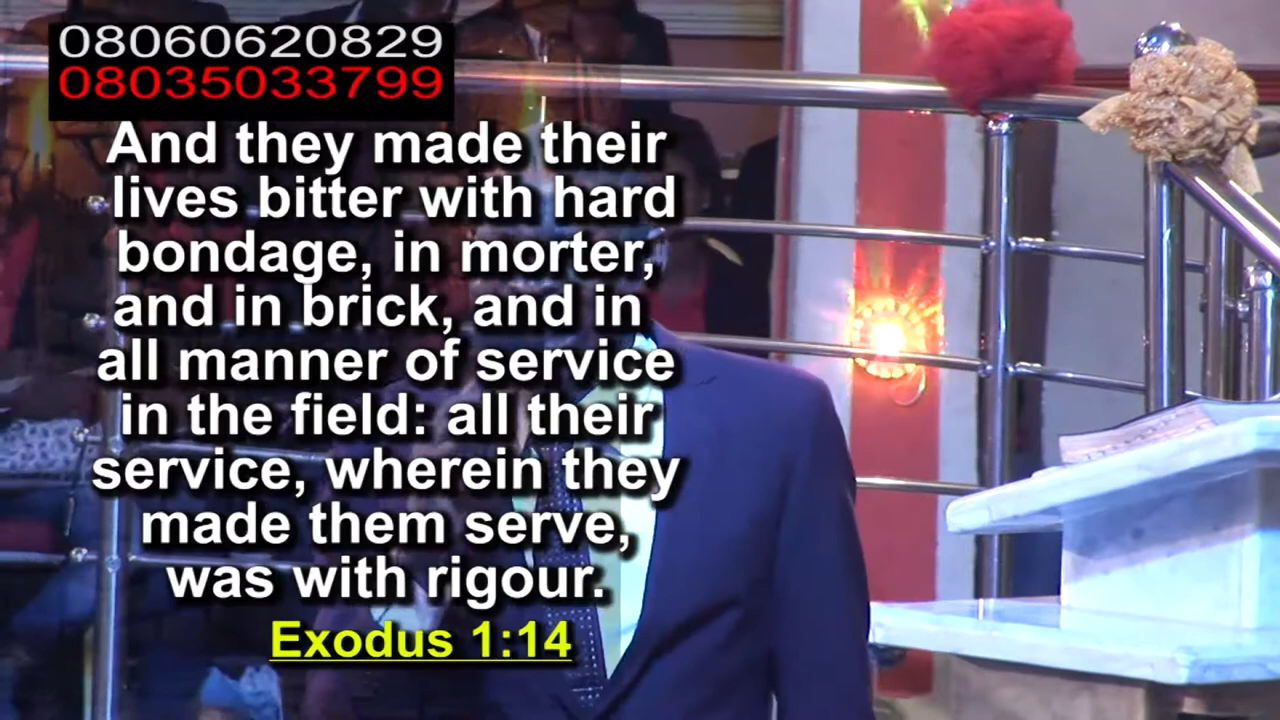 08060620829
08035033799
And they made their
lives bitter with hard
bondage, in morter,
and in brick, and in
all manner of service
in the field: all their
service, wherein they
made them serve,
was with rigour.
Exodus 1:14